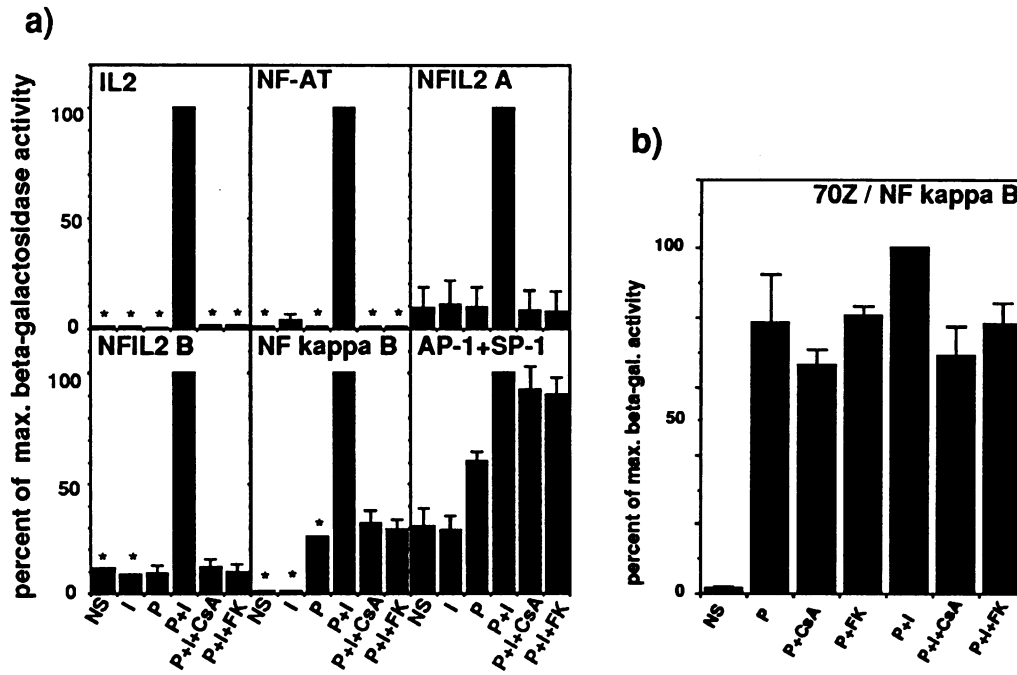 a)
percent of max. beta-galactosidase activity
IL2
NF-AT
NFIL2 A
100
50
0
* * * * *
* * * *
NFIL2 B
NF kappa B
AP-1+SP-1
100
50
0
* *
* * *
NS I P P+I P+I+CsA P+I+FK
NS I P P+I P+I+CsA P+I+FK
NS I P P+I P+I+CsA P+I+FK
b)
percent of max. beta-gal. activity
70Z / NF kappa B
100
50
0
NS P P+CsA P+FK P+I P+I+CsA P+I+FK